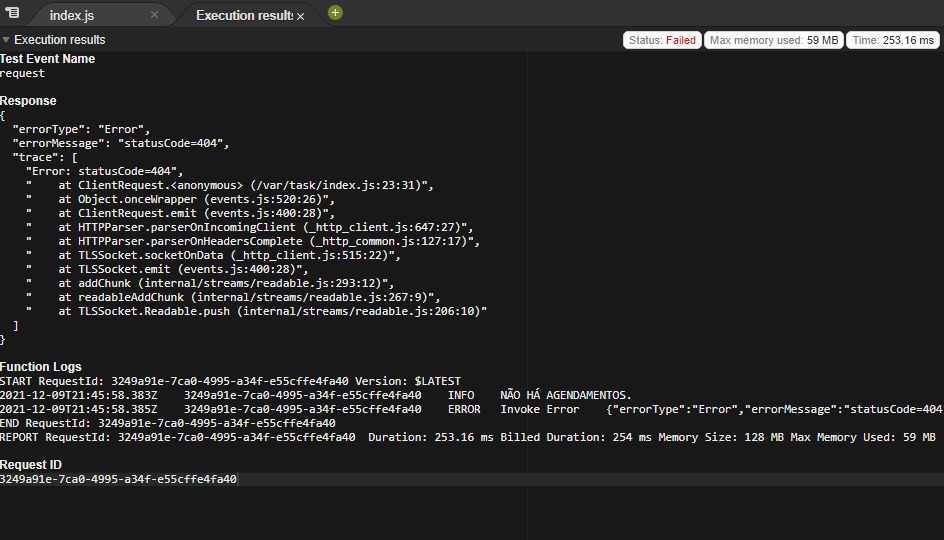 index.js × Execution results ×
Execution results Status: Failed Max memory used: 59 MB Time: 253.16 ms
Test Event Name
request
Response
{
  "errorType": "Error",
  "errorMessage": "statusCode=404",
  "trace": [
    "Error: statusCode=404",
    "    at ClientRequest.<anonymous> (/var/task/index.js:23:31)",
    "    at Object.onceWrapper (events.js:520:26)",
    "    at ClientRequest.emit (events.js:400:28)",
    "    at HTTPParser.parserOnIncomingClient (_http_client.js:647:27)",
    "    at HTTPParser.parserOnHeadersComplete (_http_common.js:127:17)",
    "    at TLSSocket.socketOnData (_http_client.js:515:22)",
    "    at TLSSocket.emit (events.js:400:28)",
    "    at addChunk (internal/streams/readable.js:293:12)",
    "    at readableAddChunk (internal/streams/readable.js:267:9)",
    "    at TLSSocket.Readable.push (internal/streams/readable.js:206:10)"
  ]
}
Function Logs
START RequestId: 3249a91e-7ca0-4995-a34f-e55cffe4fa40 Version: $LATEST
2021-12-09T21:45:58.383Z    3249a91e-7ca0-4995-a34f-e55cffe4fa40    INFO    NÃO HÁ AGENDAMENTOS.
2021-12-09T21:45:58.385Z    3249a91e-7ca0-4995-a34f-e55cffe4fa40    ERROR   Invoke Error    {"errorType":"Error","errorMessage":"statusCode=404
END RequestId: 3249a91e-7ca0-4995-a34f-e55cffe4fa40
REPORT RequestId: 3249a91e-7ca0-4995-a34f-e55cffe4fa40  Duration: 253.16 ms Billed Duration: 254 ms Memory Size: 128 MB Max Memory Used: 59 MB
Request ID
3249a91e-7ca0-4995-a34f-e55cffe4fa40